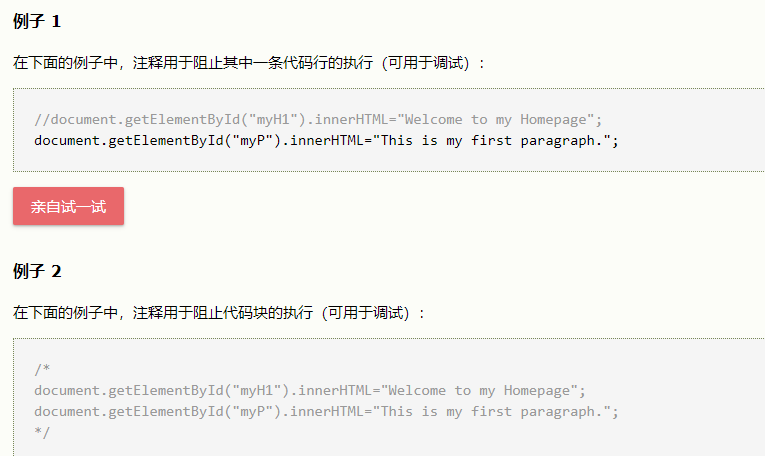 例子 1
在下面的例子中，注释用于阻止其中一条代码行的执行（可用于调试）：
//document.getElementById("myH1").innerHTML="Welcome to my Homepage";
document.getElementById("myP").innerHTML="This is my first paragraph.";
亲自试一试
例子 2
在下面的例子中，注释用于阻止代码块的执行（可用于调试）：
/*
document.getElementById("myH1").innerHTML="Welcome to my Homepage";
document.getElementById("myP").innerHTML="This is my first paragraph.";
*/